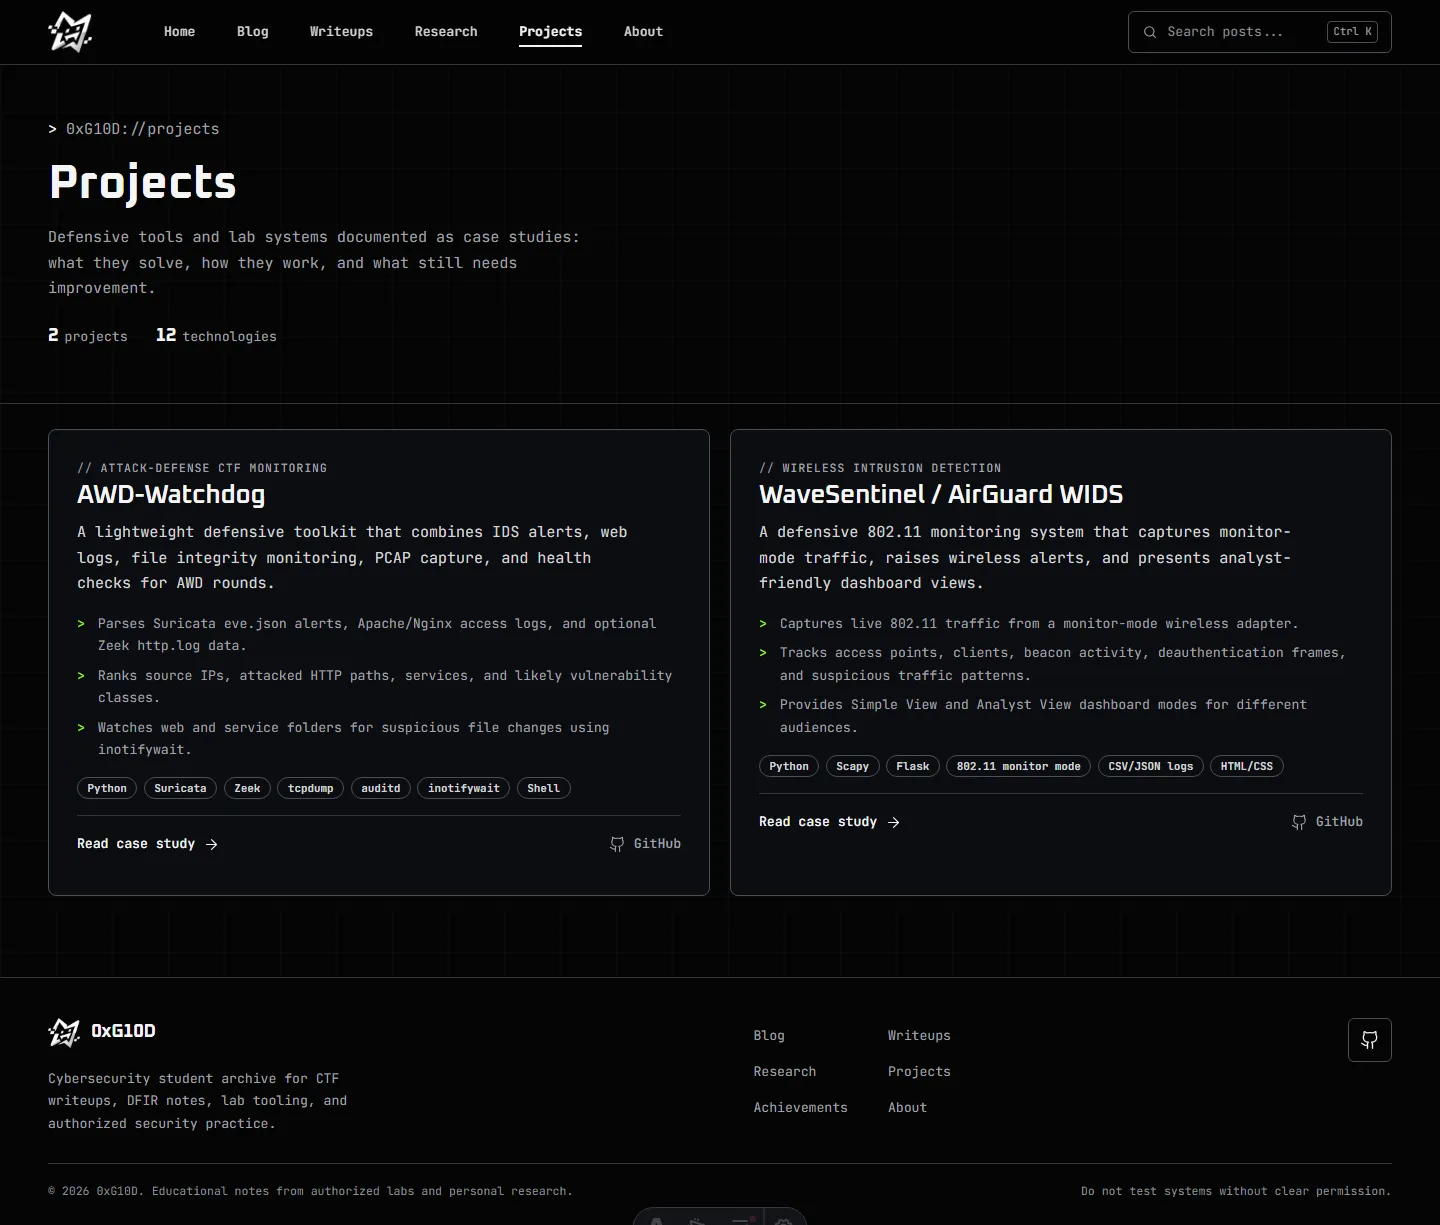 Home Blog Writeups Research Projects About Search posts... Ctrl K
> 0xG10D://projects
Projects
Defensive tools and lab systems documented as case studies:
what they solve, how they work, and what still needs
improvement.
2 projects 12 technologies
// ATTACK-DEFENSE CTF MONITORING
AWD-Watchdog
A lightweight defensive toolkit that combines IDS alerts, web
logs, file integrity monitoring, PCAP capture, and health
checks for AWD rounds.
> Parses Suricata eve.json alerts, Apache/Nginx access logs, and optional
Zeek http.log data.
> Ranks source IPs, attacked HTTP paths, services, and likely vulnerability
classes.
> Watches web and service folders for suspicious file changes using
inotifywait.
Python Suricata Zeek tcpdump auditd inotifywait Shell
Read case study → GitHub
// WIRELESS INTRUSION DETECTION
WaveSentinel / AirGuard WIDS
A defensive 802.11 monitoring system that captures monitor-
mode traffic, raises wireless alerts, and presents analyst-
friendly dashboard views.
> Captures live 802.11 traffic from a monitor-mode wireless adapter.
> Tracks access points, clients, beacon activity, deauthentication frames,
and suspicious traffic patterns.
> Provides Simple View and Analyst View dashboard modes for different
audiences.
Python Scapy Flask 802.11 monitor mode CSV/JSON logs HTML/CSS
Read case study → GitHub
0xG10D
Cybersecurity student archive for CTF
writeups, DFIR notes, lab tooling, and
authorized security practice.
Blog Writeups
Research Projects
Achievements About
© 2026 0xG10D. Educational notes from authorized labs and personal research.
Do not test systems without clear permission.